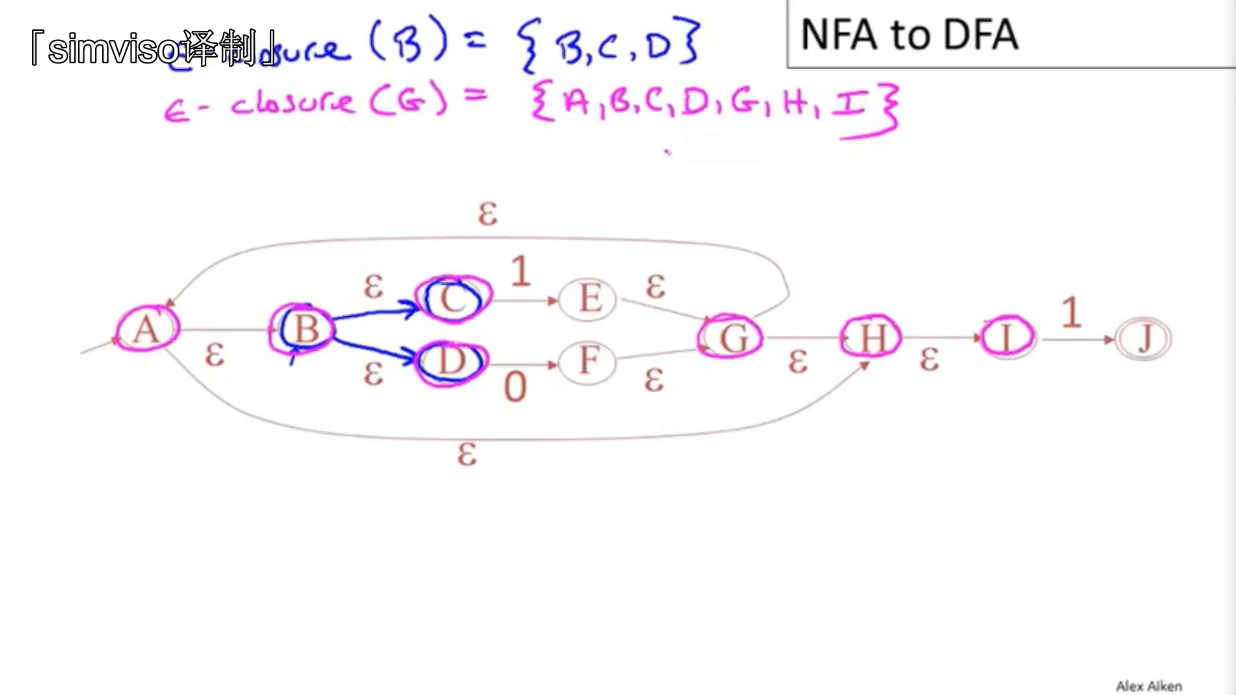 「simviso译制」
closure (B) = { B, C, D }
NFA to DFA
ε - closure (G) = { A, B, C, D, G, H, I }
ε
ε C 1 E ε
A B G H I 1 J
ε ε D 0 F ε ε ε
ε
Alex Aiken